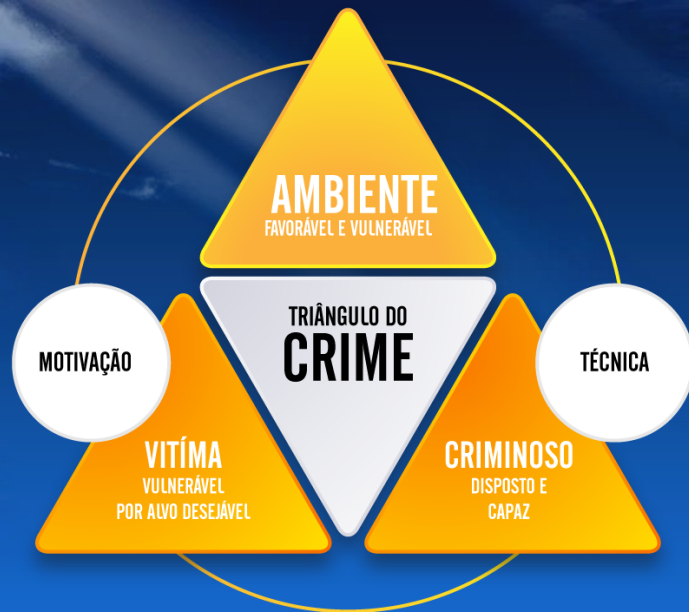 AMBIENTE
FAVORÁVEL E VULNERÁVEL
TRIÂNGULO DO
CRIME
MOTIVAÇÃO
TÉCNICA
VITÍMA
VULNERÁVEL
POR ALVO DESEJÁVEL
CRIMINOSO
DISPOSTO E
CAPAZ